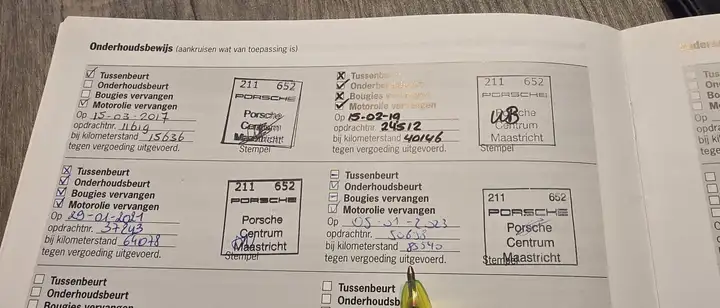 Onderhoudsbewijs (aankruisen wat van toepassing is)
Tussenbeurt
Onderhoudsbeurt
Bougies vervangen
Motorolie vervangen
Op 15-03-2017
opdrachtnr. 11619
bij kilometerstand 15636
tegen vergoeding uitgevoerd.
211 652
PORSCHE
Porsche
Centrum
Maastricht
Stempel
Tussenbeurt
Bougies vervangen
Motorolie vervangen
Op 15-02-19
opdrachtnr. 24512
bij kilometerstand 40146
tegen vergoeding uitgevoerd.
211 652
PORSCHE
Centrum
Maastricht
Stempel
Tussenbeurt
Onderhoudsbeurt
Bougies vervangen
Motorolie vervangen
Op 29-01-2021
opdrachtnr. 37243
bij kilometerstand 64078
tegen vergoeding uitgevoerd.
211 652
PORSCHE
Porsche
Centrum
Maastricht
Stempel
Tussenbeurt
Onderhoudsbeurt
Bougies vervangen
Motorolie vervangen
Op
opdrachtnr.
bij kilometerstand
tegen vergoeding uitgevoerd.
211 652
PORSCHE
Porsche
Centrum
Maastricht
Tussenbeurt
Onderhoudsbeurt
Bougies vervangen
Tussenbeurt